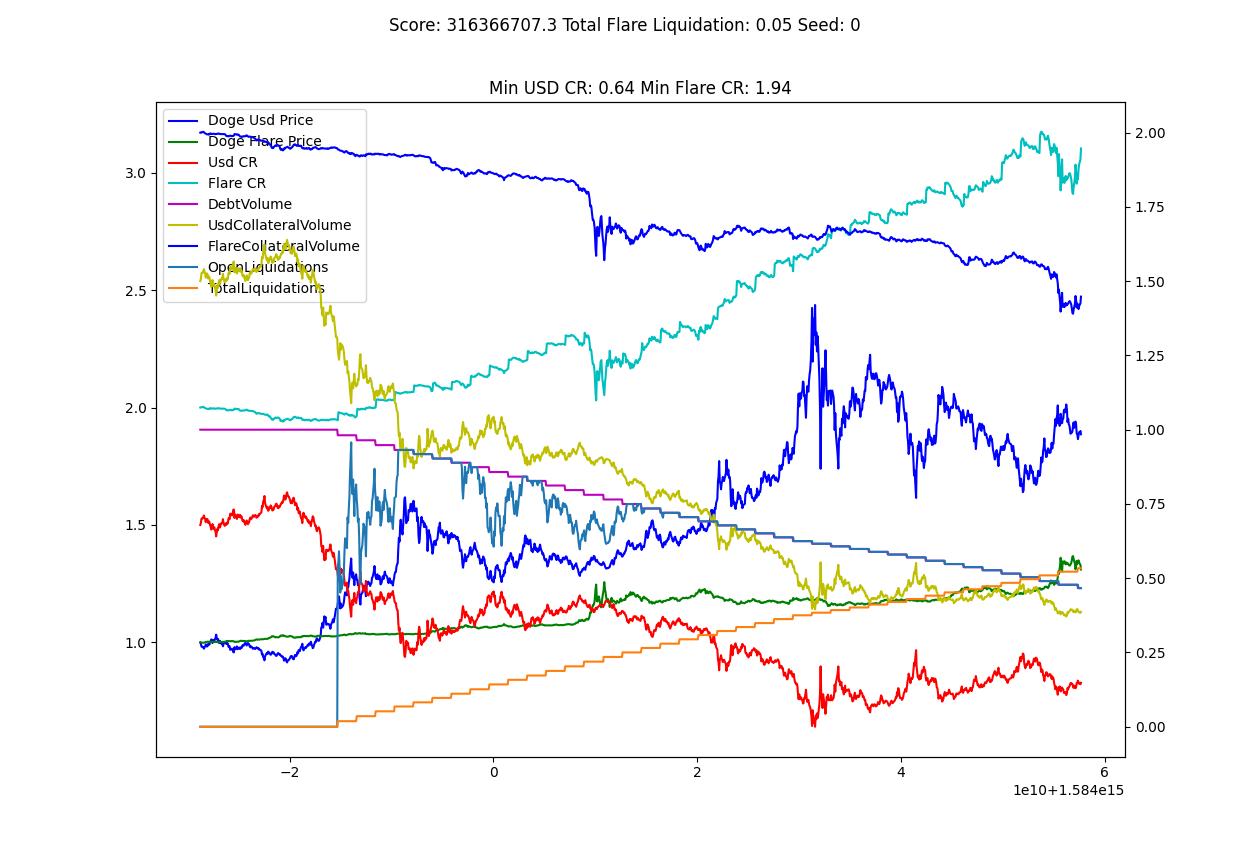 Score: 316366707.3 Total Flare Liquidation: 0.05 Seed: 0
Min USD CR: 0.64 Min Flare CR: 1.94
Doge Usd Price
Doge Flare Price
Usd CR
Flare CR
DebtVolume
UsdCollateralVolume
FlareCollateralVolume
OpenLiquidations
TotalLiquidations
3.0
2.5
2.0
1.5
1.0
2.00
1.75
1.50
1.25
1.00
0.75
0.50
0.25
0.00
−2
0
2
4
6
1e10+1.584e15